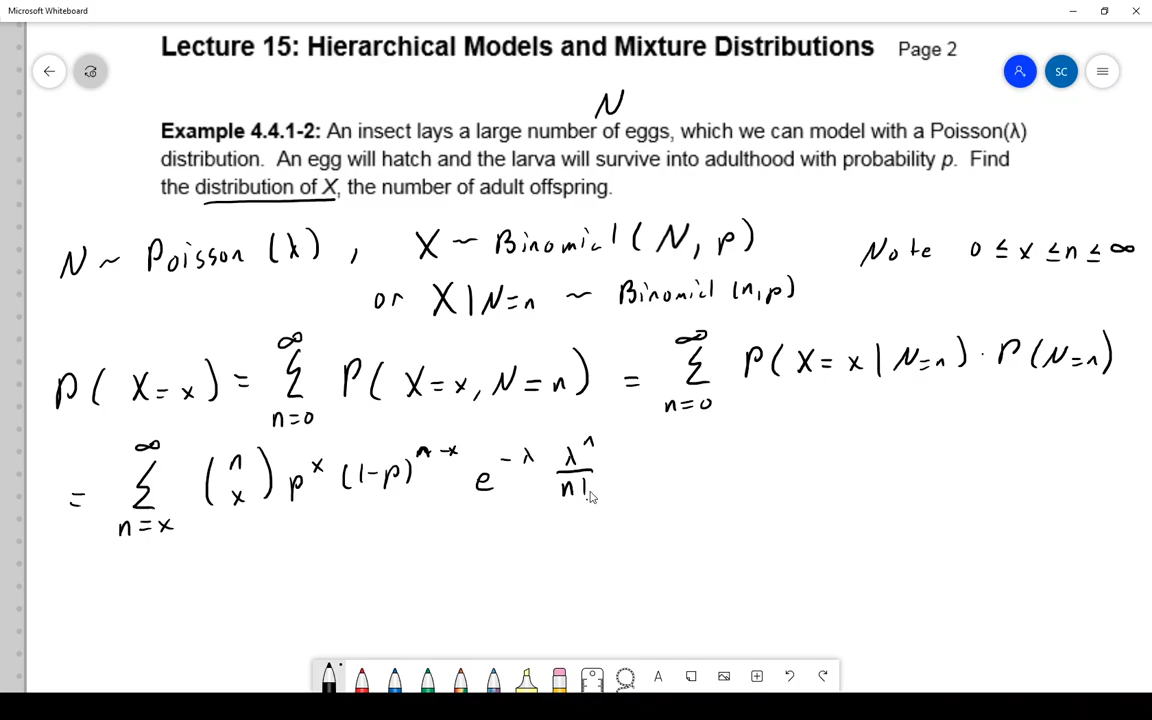 Microsoft Whiteboard
Lecture 15: Hierarchical Models and Mixture Distributions Page 2
SC
N
Example 4.4.1-2: An insect lays a large number of eggs, which we can model with a Poisson(λ)
distribution. An egg will hatch and the larva will survive into adulthood with probability p. Find
the distribution of X, the number of adult offspring.
N ~ Poisson (λ) , X ~ Binomial (N, p) Note 0 ≤ x ≤ n ≤ ∞
or X | N=n ~ Binomial (n,p)
P( X=x ) = ∑_{n=0}^{∞} P( X=x, N=n ) = ∑_{n=0}^{∞} P( X=x | N=n ) · P(N=n)
= ∑_{n=x}^{∞} (n x) p^x (1-p)^{n-x} e^{-λ} λ^n / n!
A